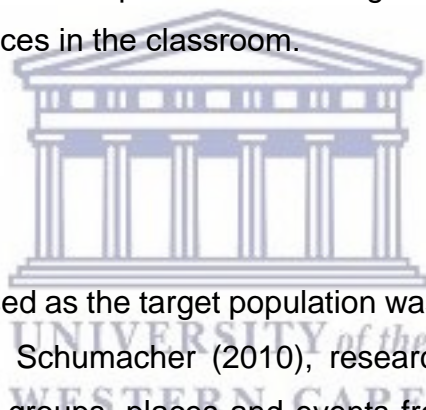 ces in the classroom.
ed as the target population wa
UNIVERSITY of the
Schumacher (2010), researc
WESTERN CAPE
groups, places and events fro